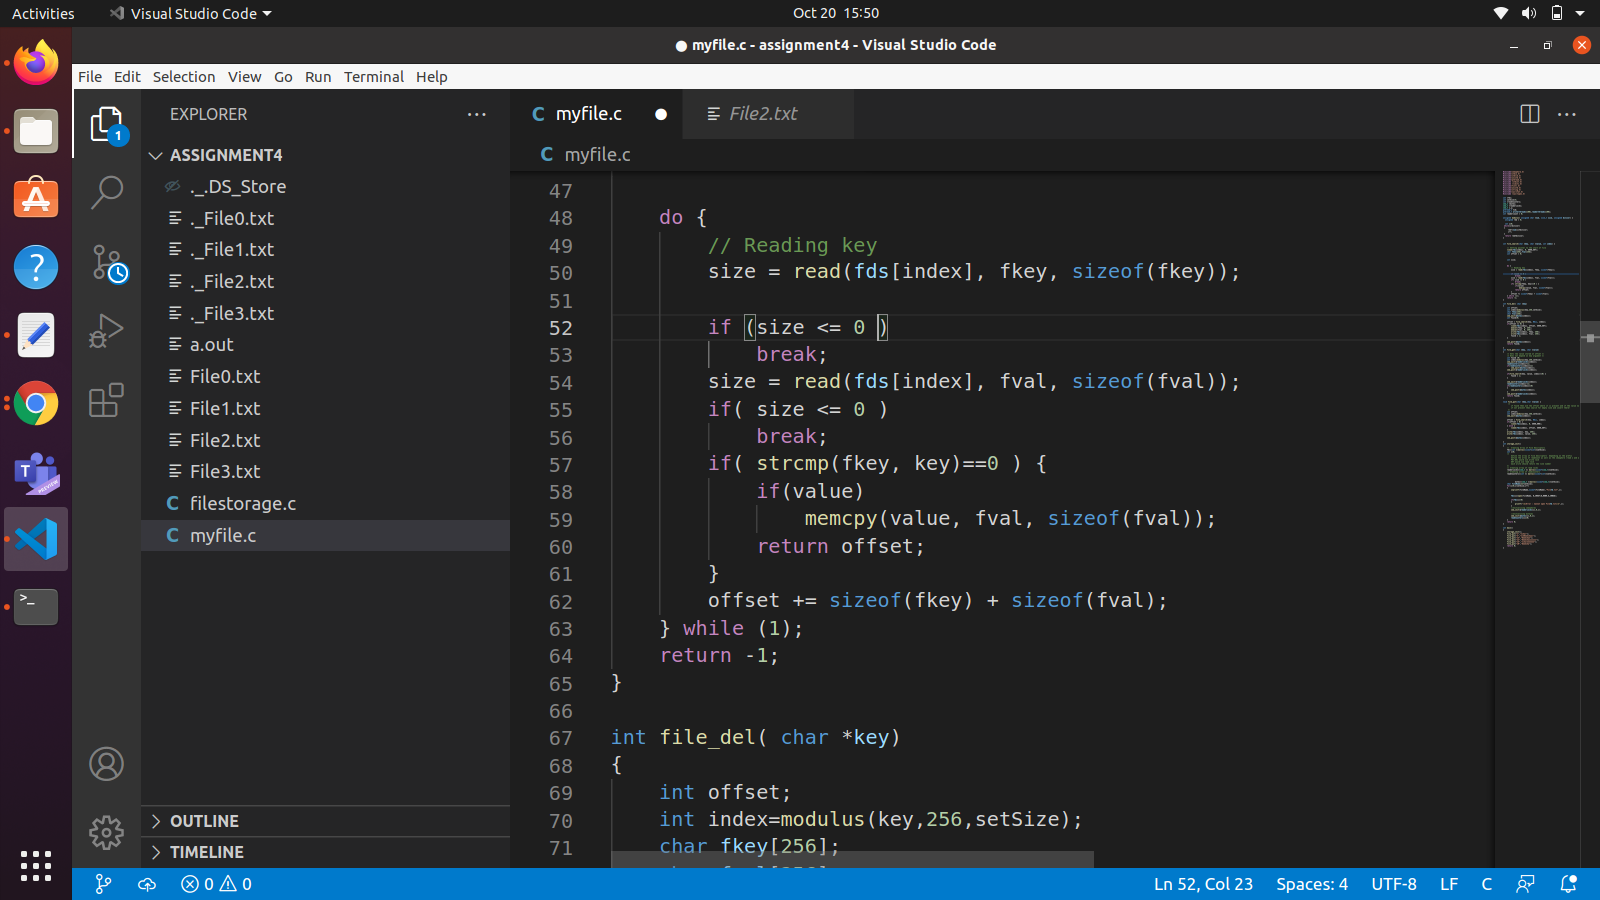 Activities
Visual Studio Code
Oct 20 15:50
myfile.c - assignment4 - Visual Studio Code
File Edit Selection View Go Run Terminal Help
1
EXPLORER
ASSIGNMENT4
._.DS_Store
._File0.txt
._File1.txt
._File2.txt
._File3.txt
a.out
File0.txt
File1.txt
File2.txt
File3.txt
C filestorage.c
C myfile.c
OUTLINE
TIMELINE
C myfile.c
File2.txt
C myfile.c
47
48 do {
49 // Reading key
50 size = read(fds[index], fkey, sizeof(fkey));
51
52 if (size <= 0 )
53 break;
54 size = read(fds[index], fval, sizeof(fval));
55 if( size <= 0 )
56 break;
57 if( strcmp(fkey, key)==0 ) {
58 if(value)
59 memcpy(value, fval, sizeof(fval));
60 return offset;
61 }
62 offset += sizeof(fkey) + sizeof(fval);
63 } while (1);
64 return -1;
65 }
66
67 int file_del( char *key)
68 {
69 int offset;
70 int index=modulus(key,256,setSize);
71 char fkey[256];
0 0
Ln 52, Col 23
Spaces: 4
UTF-8
LF
C